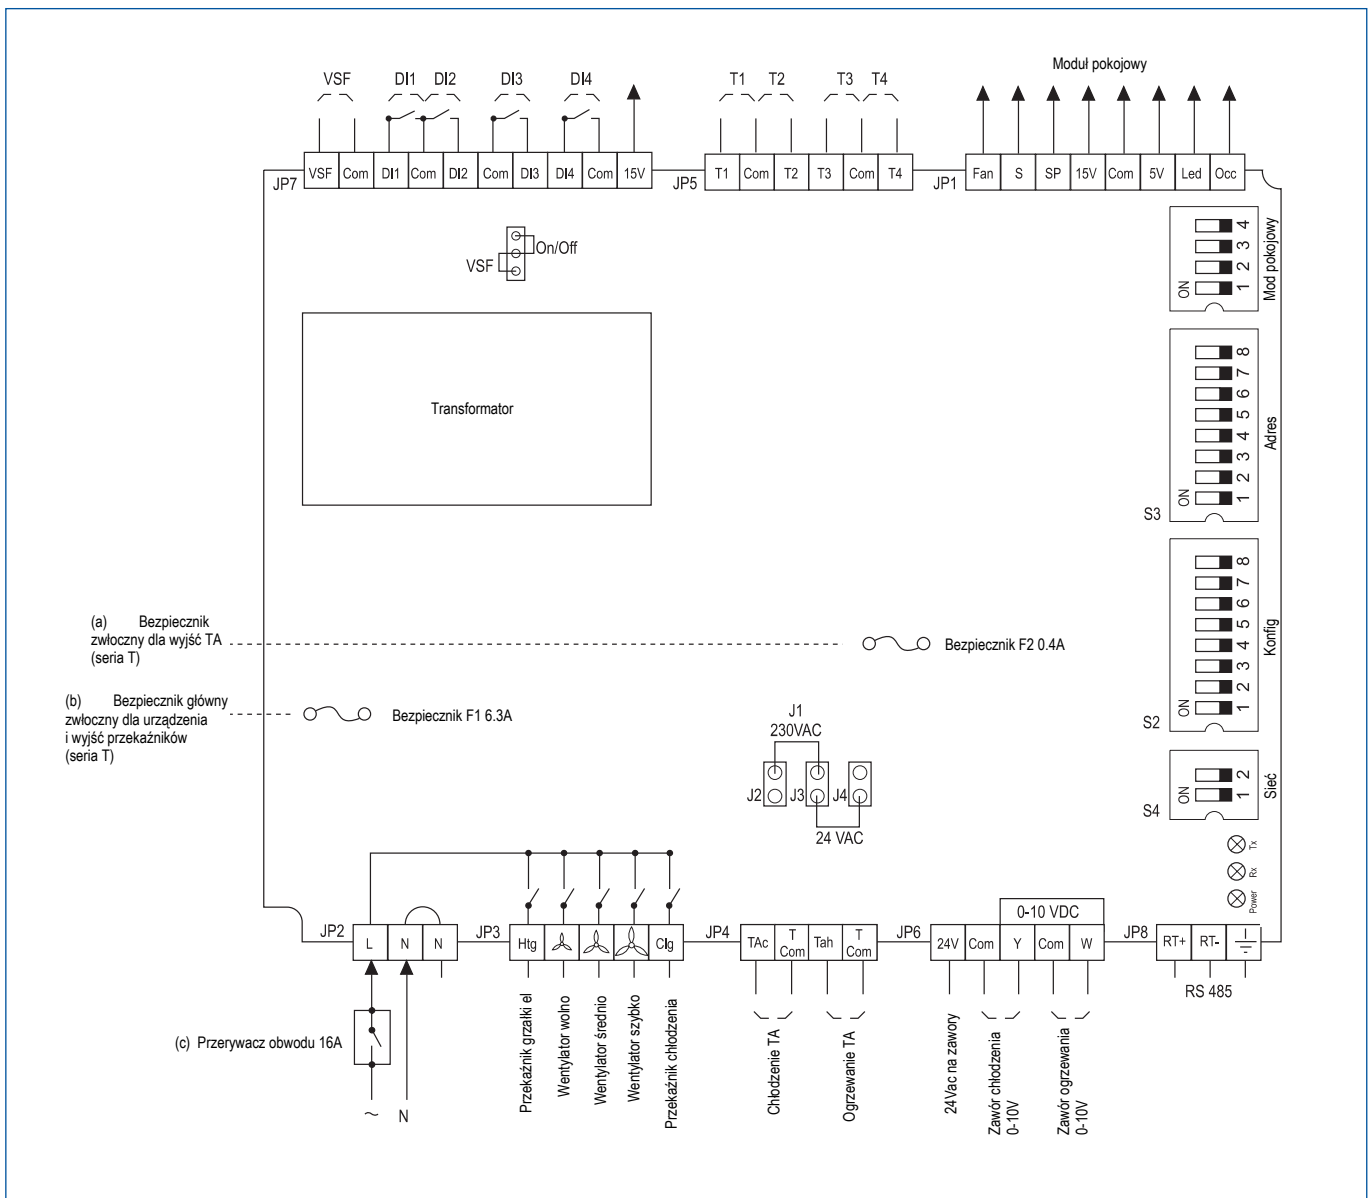 Moduł pokojowy
VSF DI1 DI2 DI3 DI4 T1 T2 T3 T4
JP7 VSF Com DI1 Com DI2 Com DI3 DI4 Com 15V JP5 T1 Com T2 T3 Com T4 JP1 Fan S SP 15V Com 5V Led Occ
On/Off
VSF
ON
1 2 3 4
Mod pokojowy
Transformator
ON
1 2 3 4 5 6 7 8
Adres
S3
(a) Bezpiecznik
zwłoczny dla wyjść TA
(seria T)
Bezpiecznik F2 0.4A
ON
1 2 3 4 5 6 7 8
Konfig
S2
(b) Bezpiecznik główny
zwłoczny dla urządzenia
i wyjść przekaźników
(seria T)
Bezpiecznik F1 6.3A
J1
230VAC
J2 J3 J4
24 VAC
ON
1 2
Sieć
S4
Tx
Rx
Power
0-10 VDC
JP2 L N N JP3 Htg Clg JP4 TAc T Com Tah T Com JP6 24V Com Y Com W JP8 RT+ RT-
RS 485
(c) Przerywacz obwodu 16A
~ N
Przekaźnik grzałki el
Wentylator wolno
Wentylator średnio
Wentylator szybko
Przekaźnik chłodzenia
Chłodzenie TA
Ogrzewanie TA
24Vac na zawory
Zawór chłodzenia
0-10V
Zawór ogrzewania
0-10V